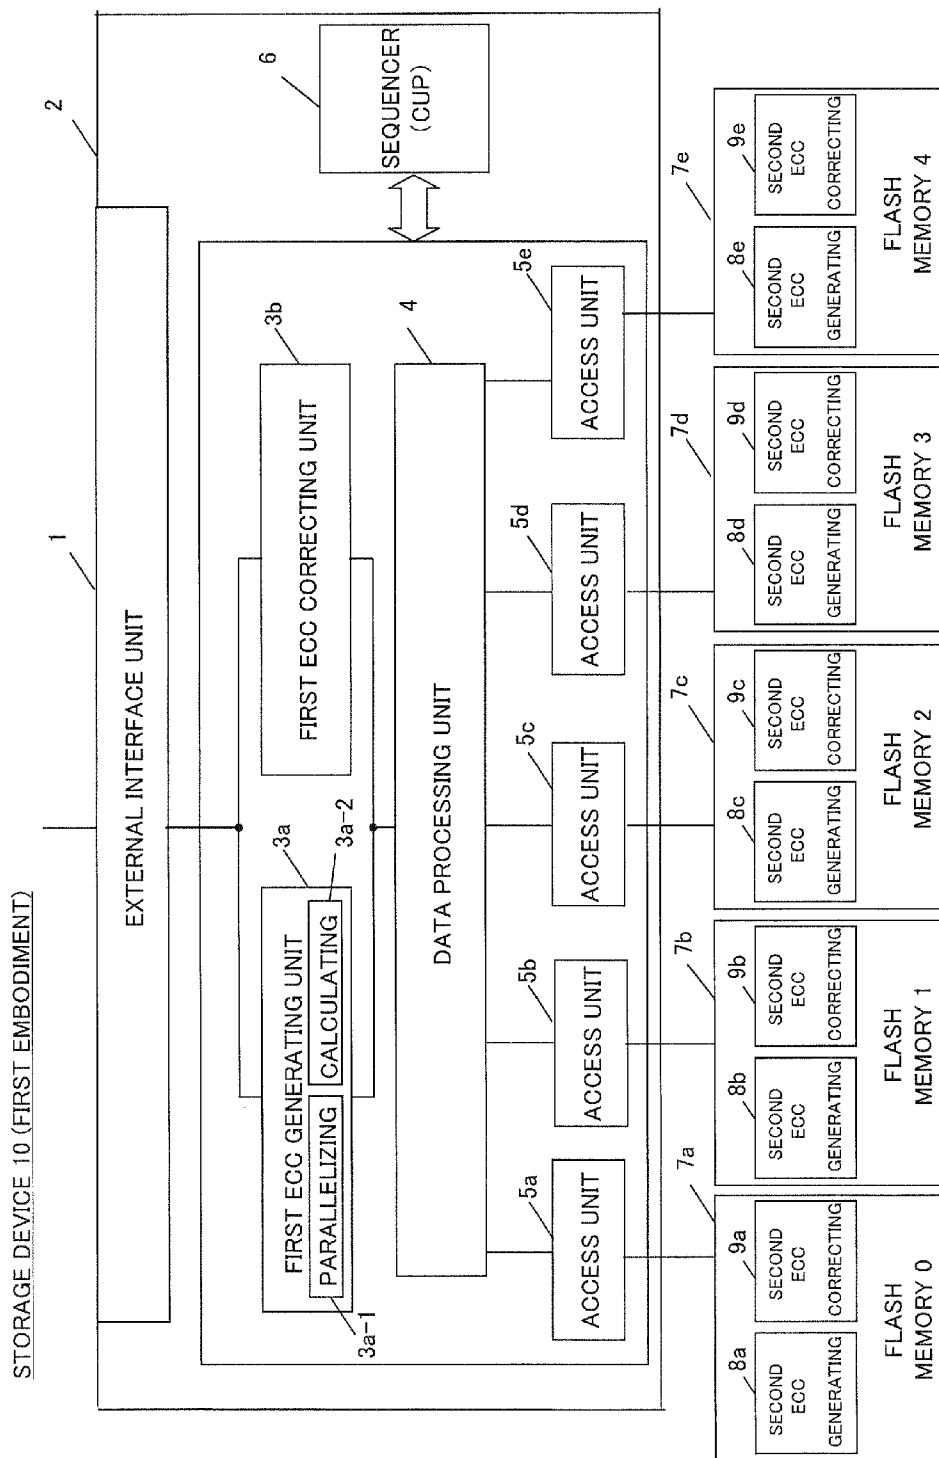 STORAGE DEVICE 10 (FIRST EMBODIMENT)
1
2
EXTERNAL INTERFACE UNIT
6
SEQUENCER
(CUP)
3a
3b
FIRST ECC GENERATING UNIT
PARALLELIZING
CALCULATING
3a-1
3a-2
FIRST ECC CORRECTING UNIT
4
DATA PROCESSING UNIT
5a
ACCESS UNIT
5b
ACCESS UNIT
5c
ACCESS UNIT
5d
ACCESS UNIT
5e
ACCESS UNIT
7a
8a
SECOND
ECC
GENERATING
9a
SECOND
ECC
CORRECTING
FLASH
MEMORY 0
7b
8b
SECOND
ECC
GENERATING
9b
SECOND
ECC
CORRECTING
FLASH
MEMORY 1
7c
8c
SECOND
ECC
GENERATING
9c
SECOND
ECC
CORRECTING
FLASH
MEMORY 2
7d
8d
SECOND
ECC
GENERATING
9d
SECOND
ECC
CORRECTING
FLASH
MEMORY 3
7e
8e
SECOND
ECC
GENERATING
9e
SECOND
ECC
CORRECTING
FLASH
MEMORY 4